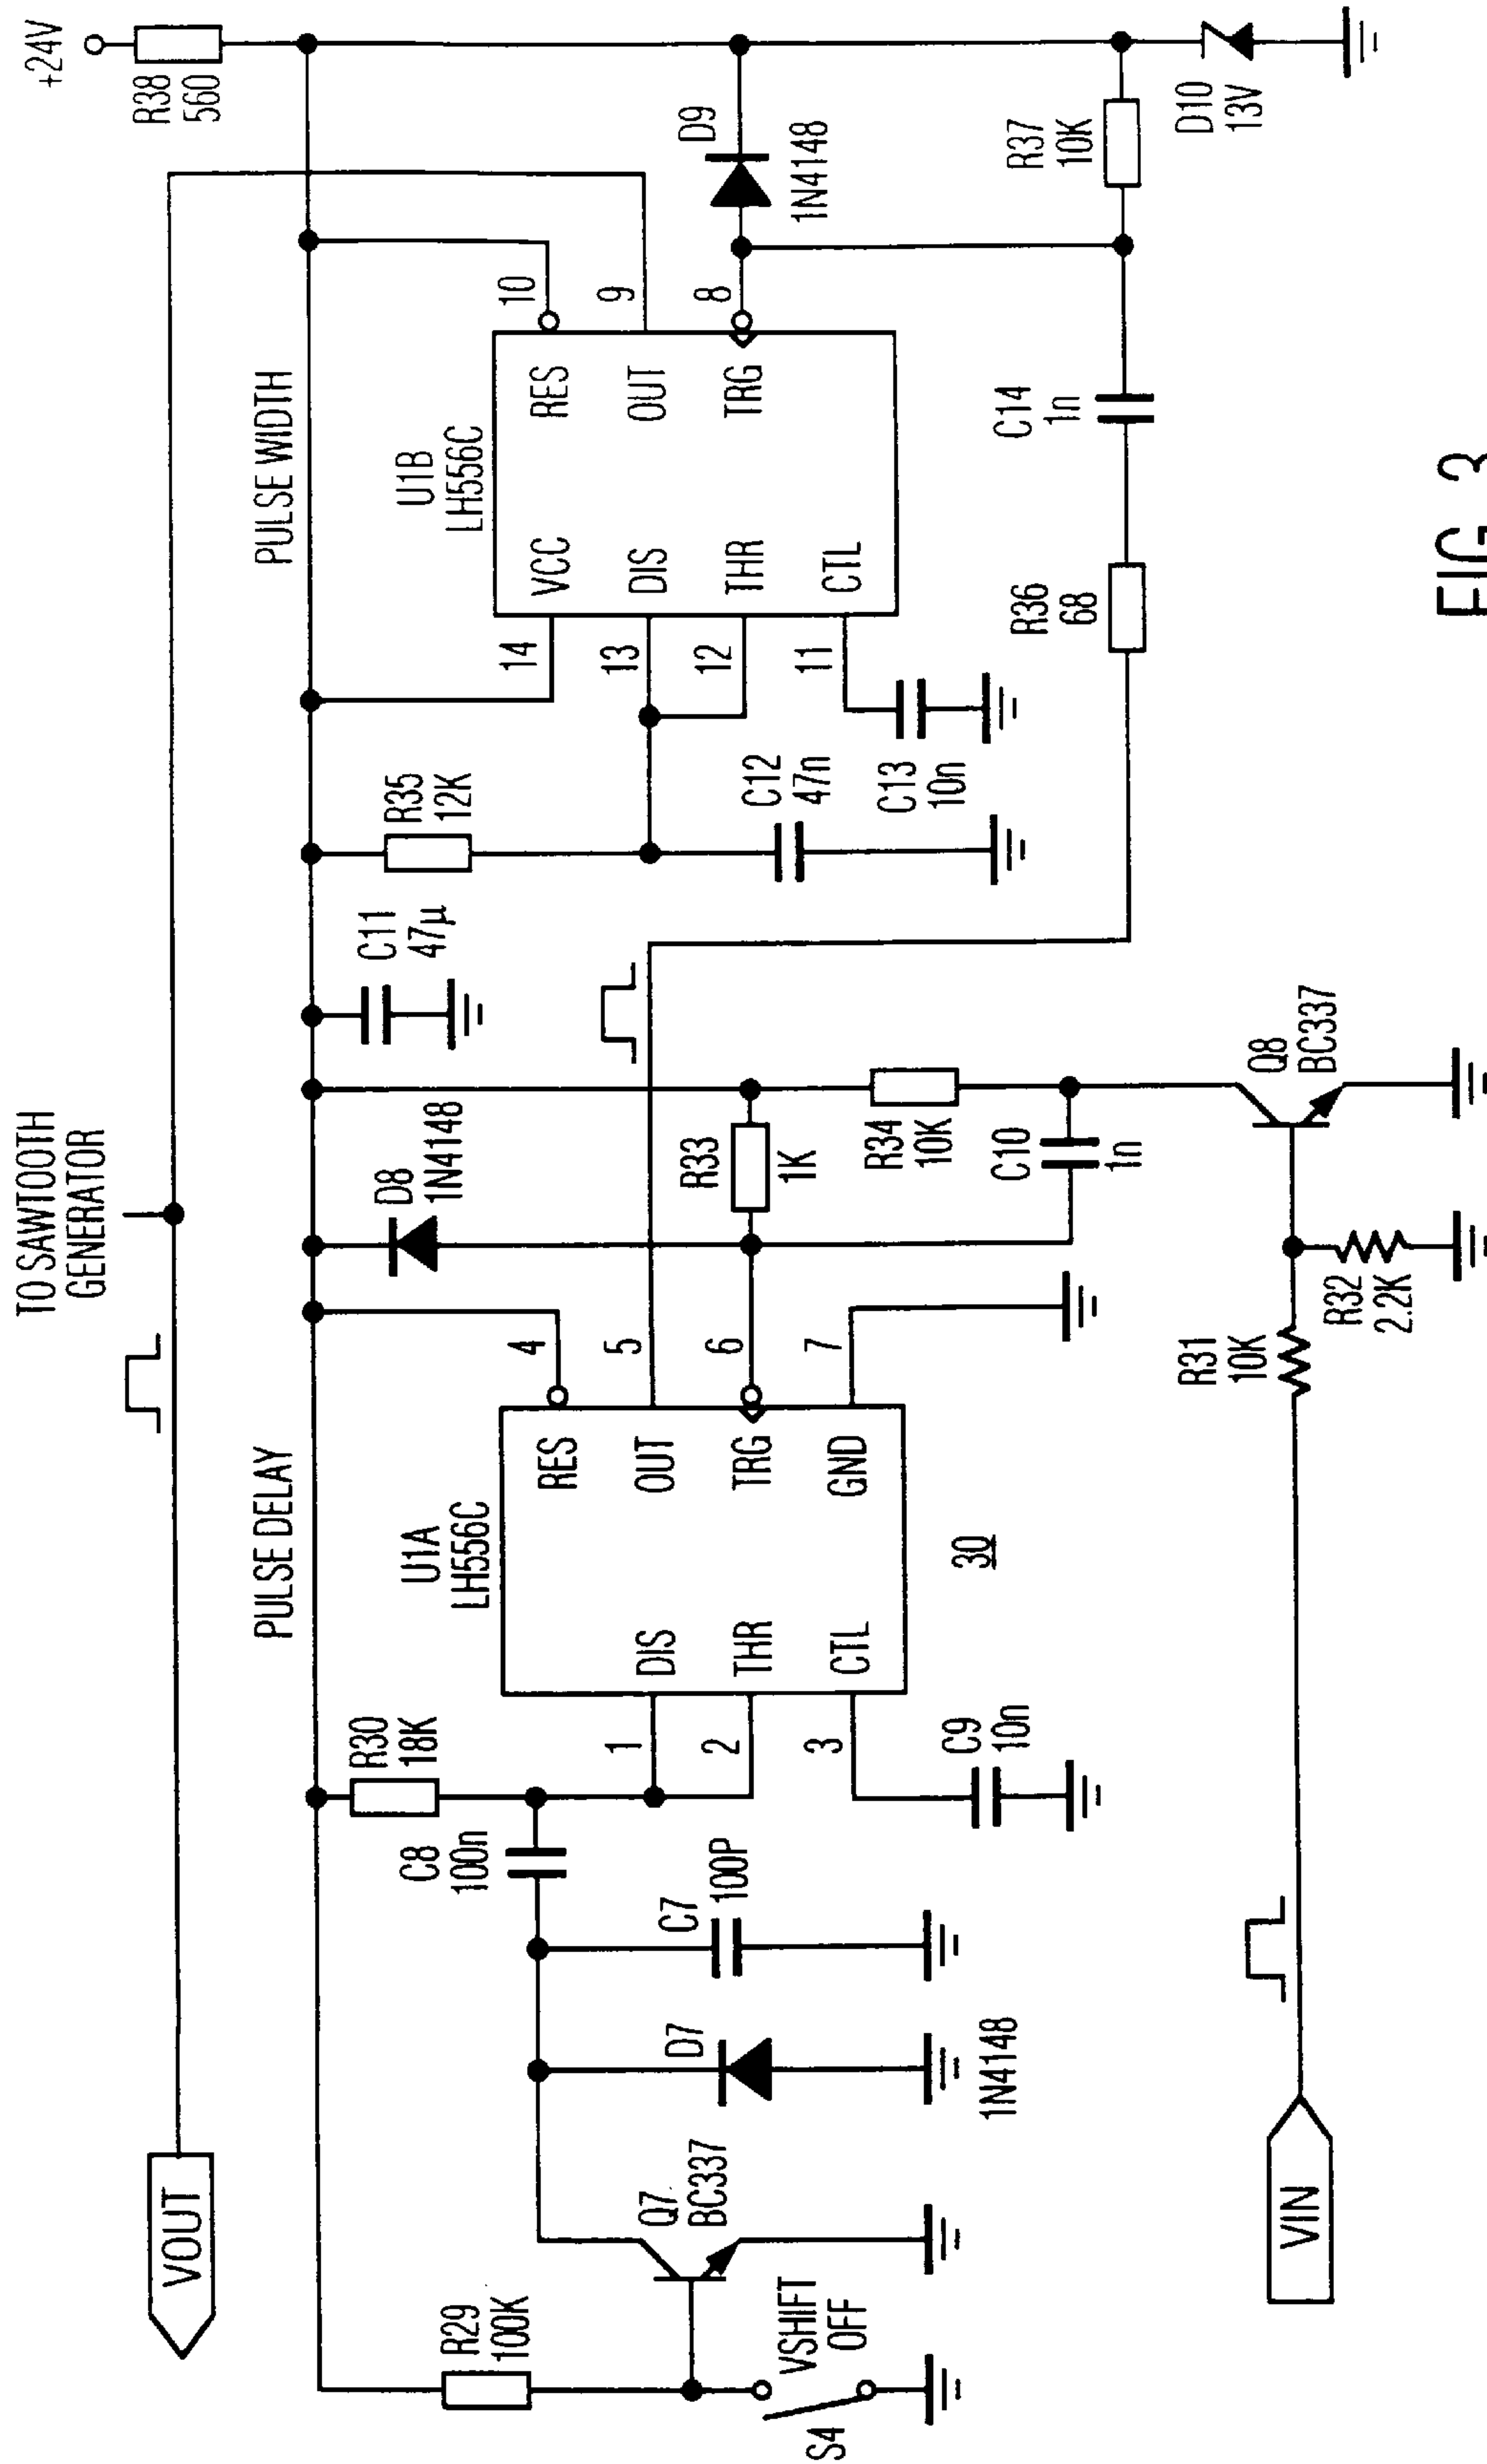 TO SAWTOOTH
GENERATOR
+24V
R38
560
VOUT
PULSE DELAY
PULSE WIDTH
R29
100K
S4
VSHIFT
OFF
Q7
BC337
D7
1N4148
C7
100P
C8
100n
R30
18K
1
2
3
C9
10n
U1A
LH556C
DIS
THR
CTL
RES
OUT
TRG
GND
30
4
5
6
7
D8
1N4148
R33
1K
R34
10K
C10
1n
Q8
BC337
R31
10K
R32
2.2K
VIN
C11
47μ
R35
12K
C12
47n
C13
10n
14
13
12
11
U1B
LH556C
VCC
DIS
THR
CTL
RES
OUT
TRG
10
9
8
D9
1N4148
R36
68
C14
1n
R37
10K
D10
13V
FIG. 3